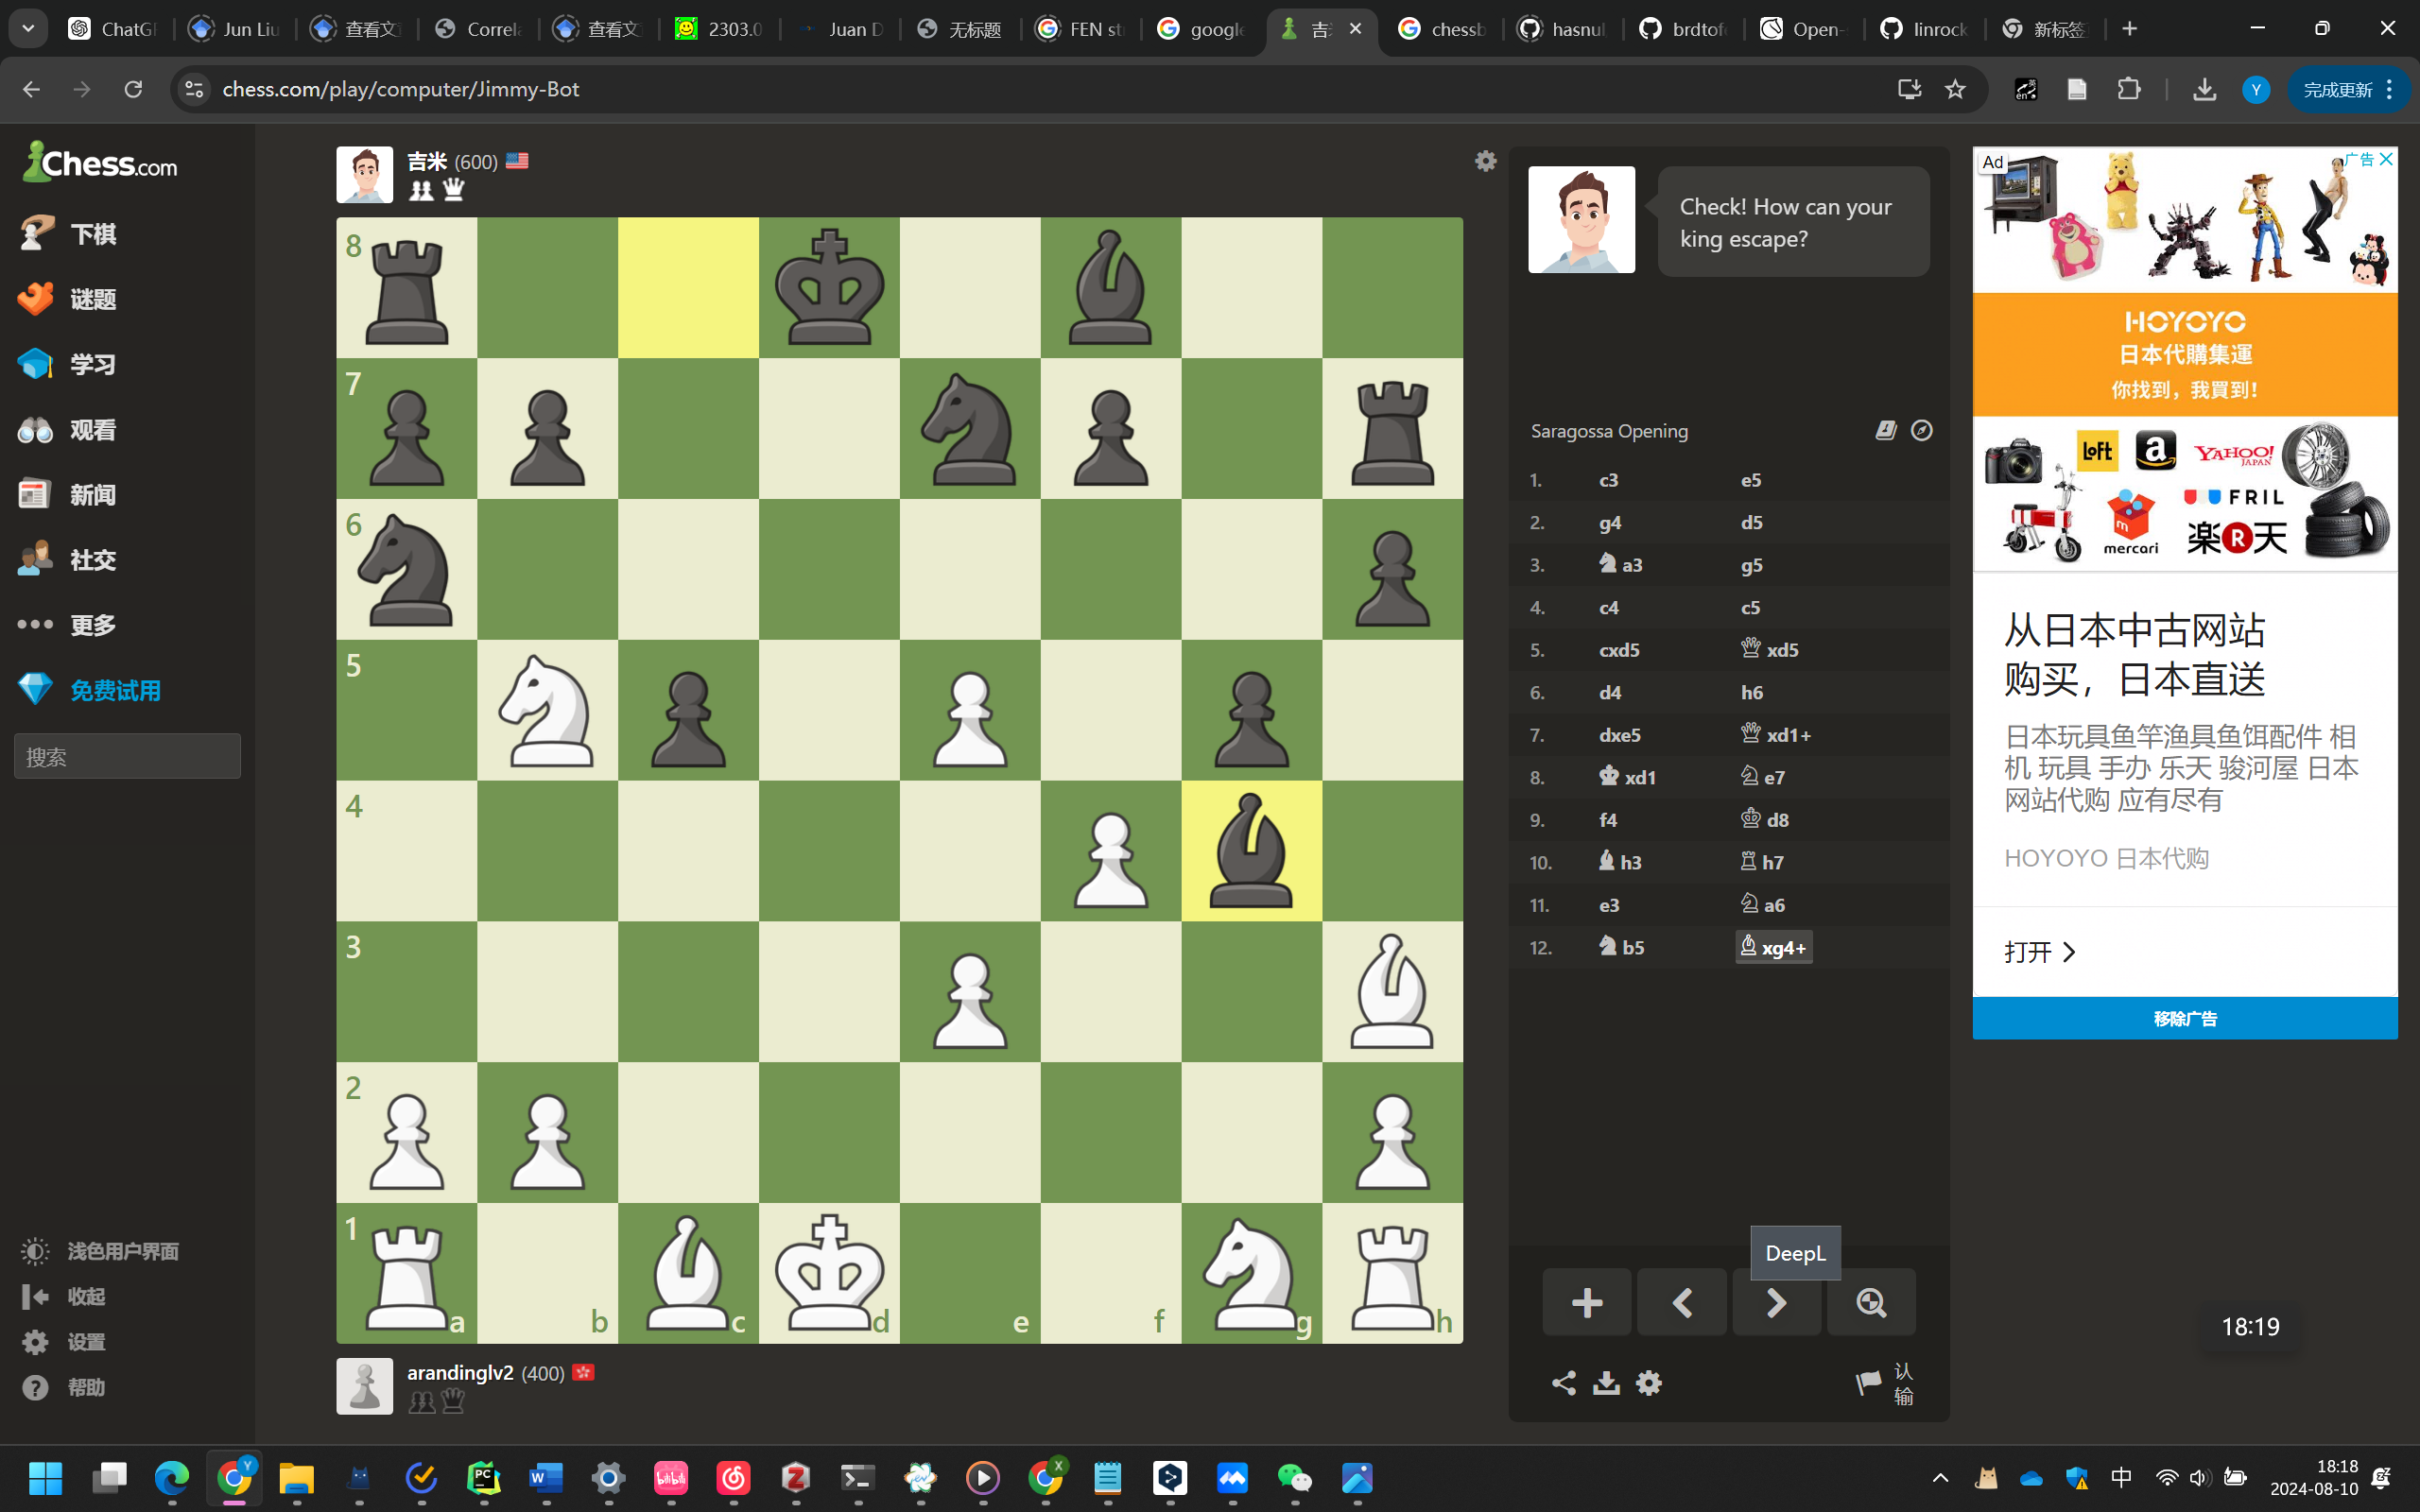 ChatGP
Jun Liu
查看文
Correla
查看文
2303.0
Juan D
无标题
FEN st
google
吉
chessb
hasnul
brdtof
Open-
linrock
新标签
chess.com/play/computer/Jimmy-Bot
Y
完成更新
Chess.com
下棋
谜题
学习
观看
新闻
社交
更多
免费试用
搜索
浅色用户界面
收起
设置
帮助
吉米 (600)
8
7
6
5
4
3
2
1
a b c d e f g h
arandinglv2 (400)
Check! How can your
king escape?
Saragossa Opening
1. c3 e5
2. g4 d5
3. a3 g5
4. c4 c5
5. cxd5 xd5
6. d4 h6
7. dxe5 xd1+
8. xd1 e7
9. f4 d8
10. h3 h7
11. e3 a6
12. b5 xg4+
DeepL
认
输
Ad
广告
HOYOYO
日本代購集運
你找到，我買到!
Loft
a
YAHOO!
JAPAN
FRIL
m
mercari
楽R天
从日本中古网站
购买，日本直送
日本玩具鱼竿渔具鱼饵配件 相
机 玩具 手办 乐天 骏河屋 日本
网站代购 应有尽有
HOYOYO 日本代购
打开
移除广告
18:19
中
18:18
2024-08-10